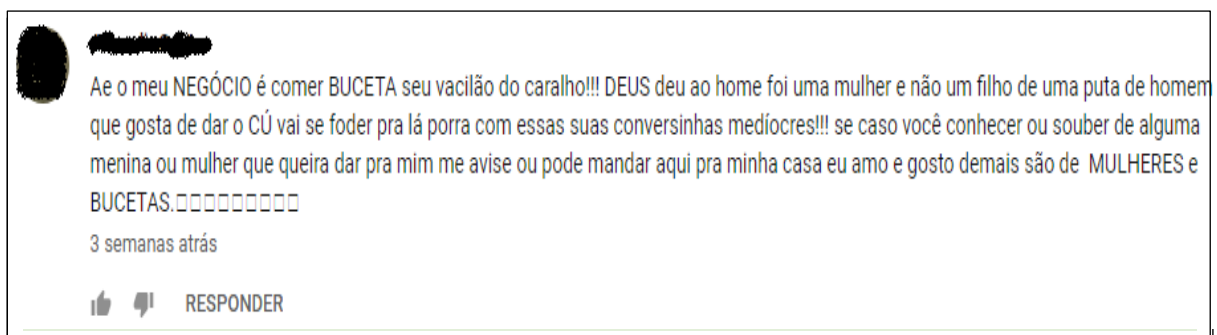 Ae o meu NEGÓCIO é comer BUCETA seu vacilão do caralho!!! DEUS deu ao home foi uma mulher e não um filho de uma puta de homem
que gosta de dar o CÚ vai se foder pra lá porra com essas suas conversinhas medíocres!!! se caso você conhecer ou souber de alguma
menina ou mulher que queira dar pra mim me avise ou pode mandar aqui pra minha casa eu amo e gosto demais são de MULHERES e
BUCETAS.
3 semanas atrás
RESPONDER